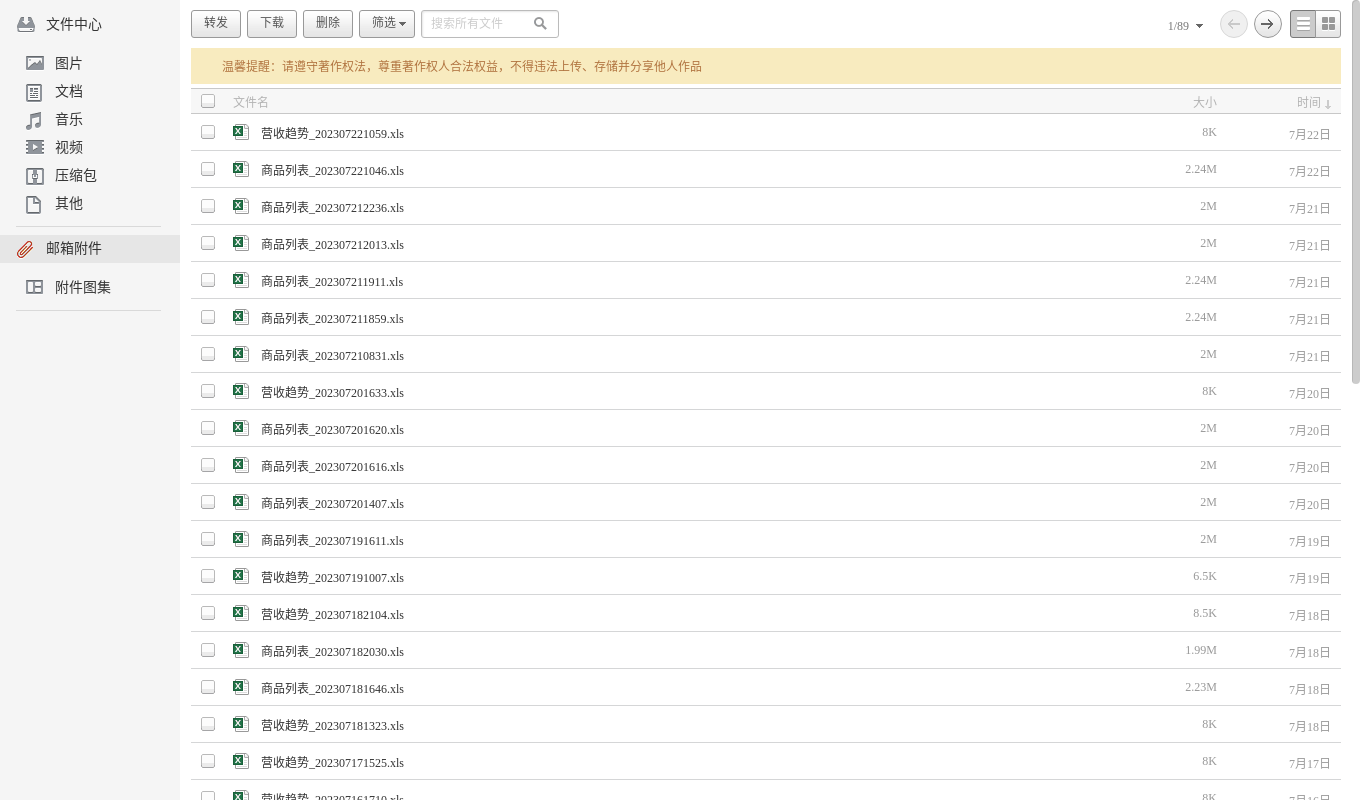 文件中心
图片
文档
音乐
视频
压缩包
其他
邮箱附件
附件图集
转发 下载 删除 筛选 搜索所有文件 1/89
温馨提醒：请遵守著作权法，尊重著作权人合法权益，不得违法上传、存储并分享他人作品
文件名 大小 时间↓
营收趋势_202307221059.xls 8K 7月22日
商品列表_202307221046.xls 2.24M 7月22日
商品列表_202307212236.xls 2M 7月21日
商品列表_202307212013.xls 2M 7月21日
商品列表_202307211911.xls 2.24M 7月21日
商品列表_202307211859.xls 2.24M 7月21日
商品列表_202307210831.xls 2M 7月21日
营收趋势_202307201633.xls 8K 7月20日
商品列表_202307201620.xls 2M 7月20日
商品列表_202307201616.xls 2M 7月20日
商品列表_202307201407.xls 2M 7月20日
商品列表_202307191611.xls 2M 7月19日
营收趋势_202307191007.xls 6.5K 7月19日
营收趋势_202307182104.xls 8.5K 7月18日
商品列表_202307182030.xls 1.99M 7月18日
商品列表_202307181646.xls 2.23M 7月18日
营收趋势_202307181323.xls 8K 7月18日
营收趋势_202307171525.xls 8K 7月17日
营收趋势_202307161710.xls 8K 7月16日